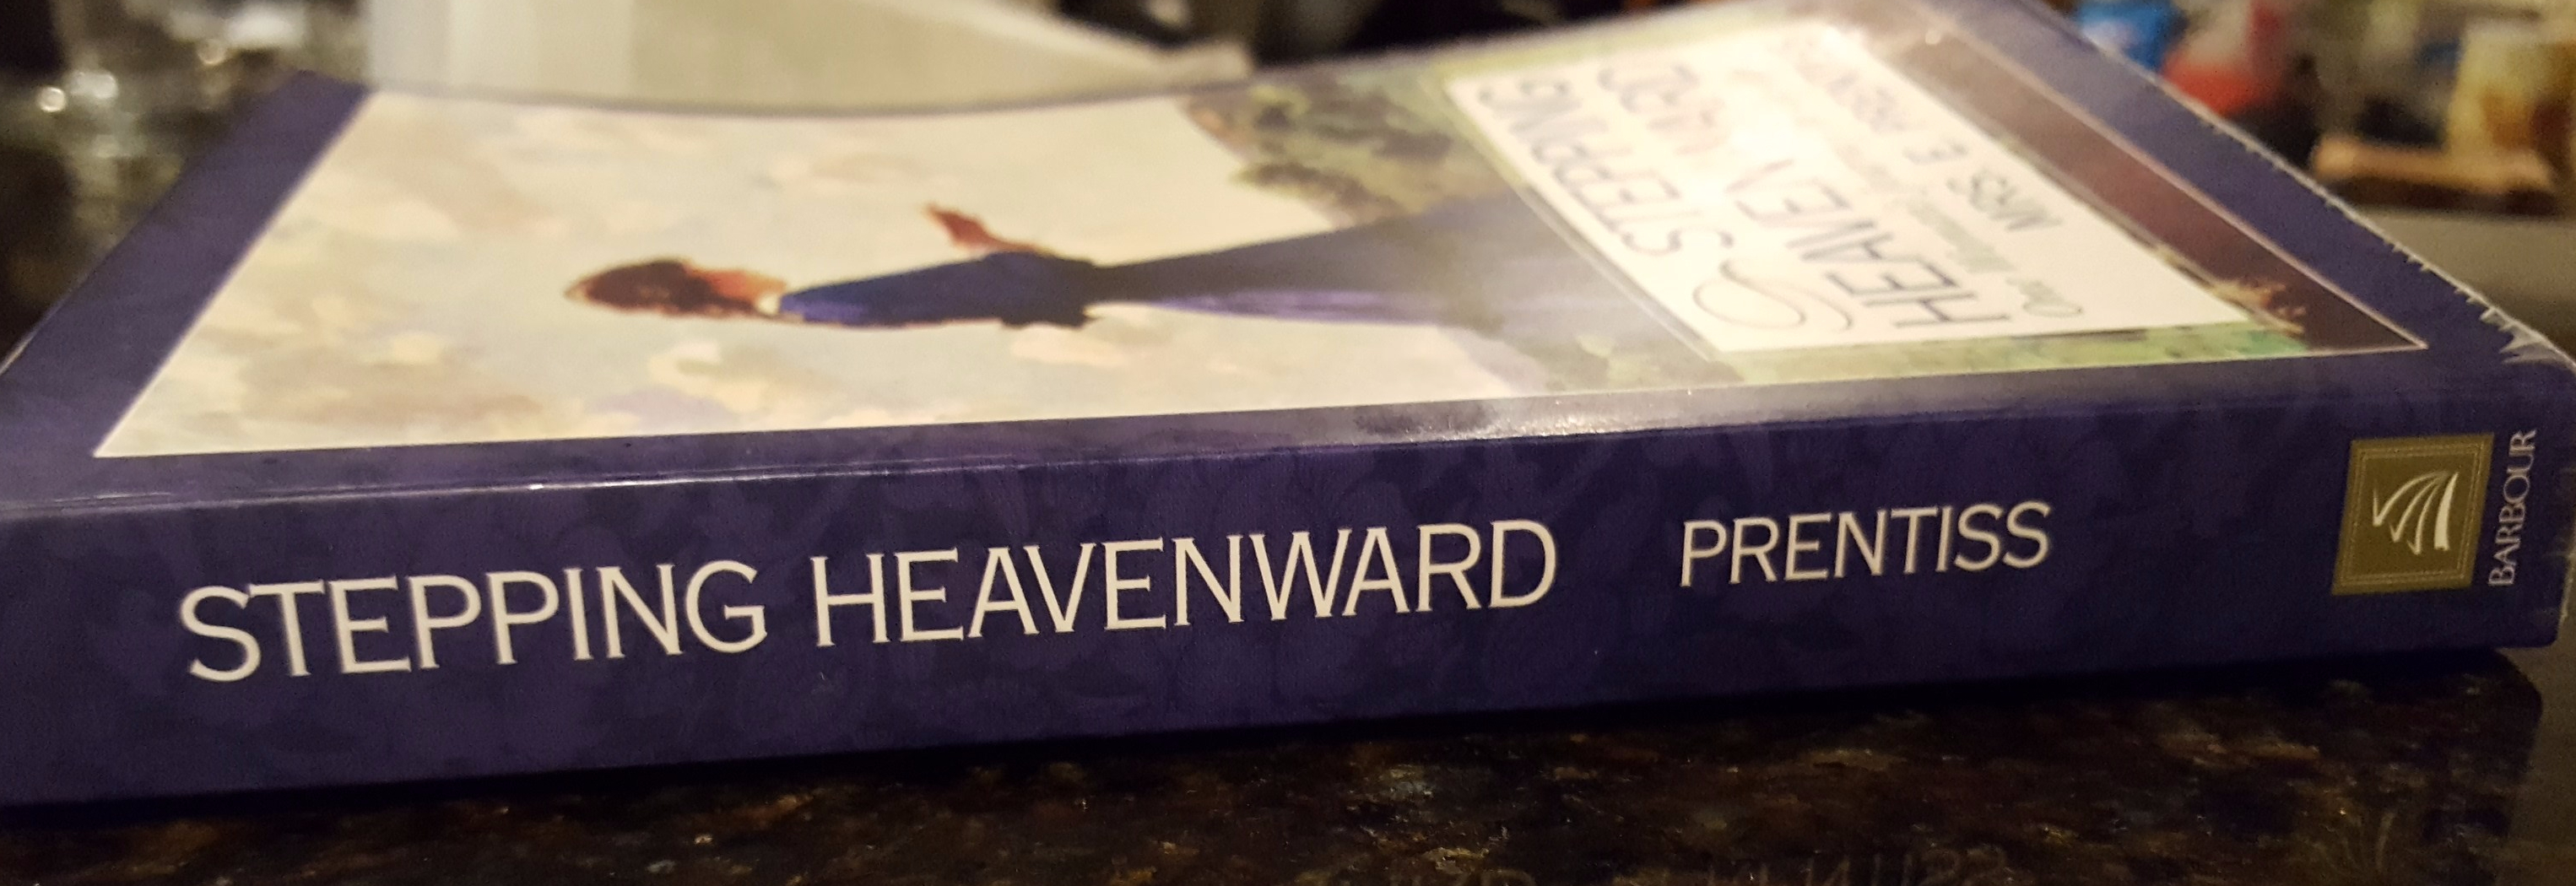 STEPPING
HEAVENWARD
MRS. E. PRENTISS
STEPPING HEAVENWARD PRENTISS
BARBOUR